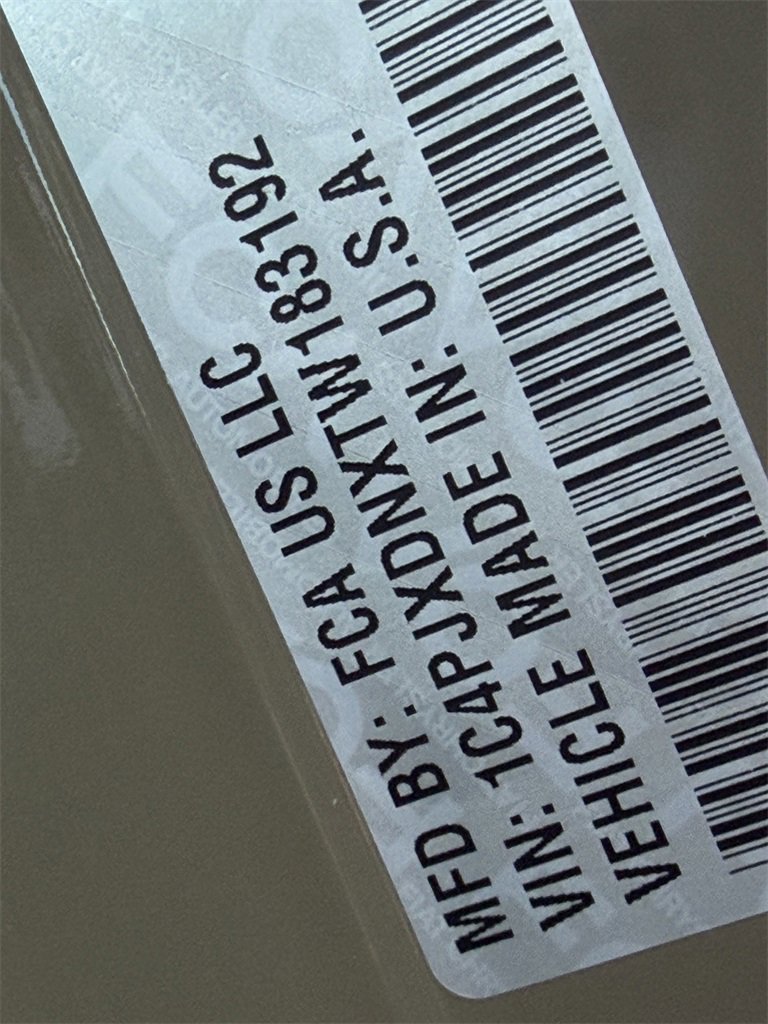 MFD BY: FCA US LLC
VIN: 1C4PJXDNXTW183192
VEHICLE MADE IN: U.S.A.